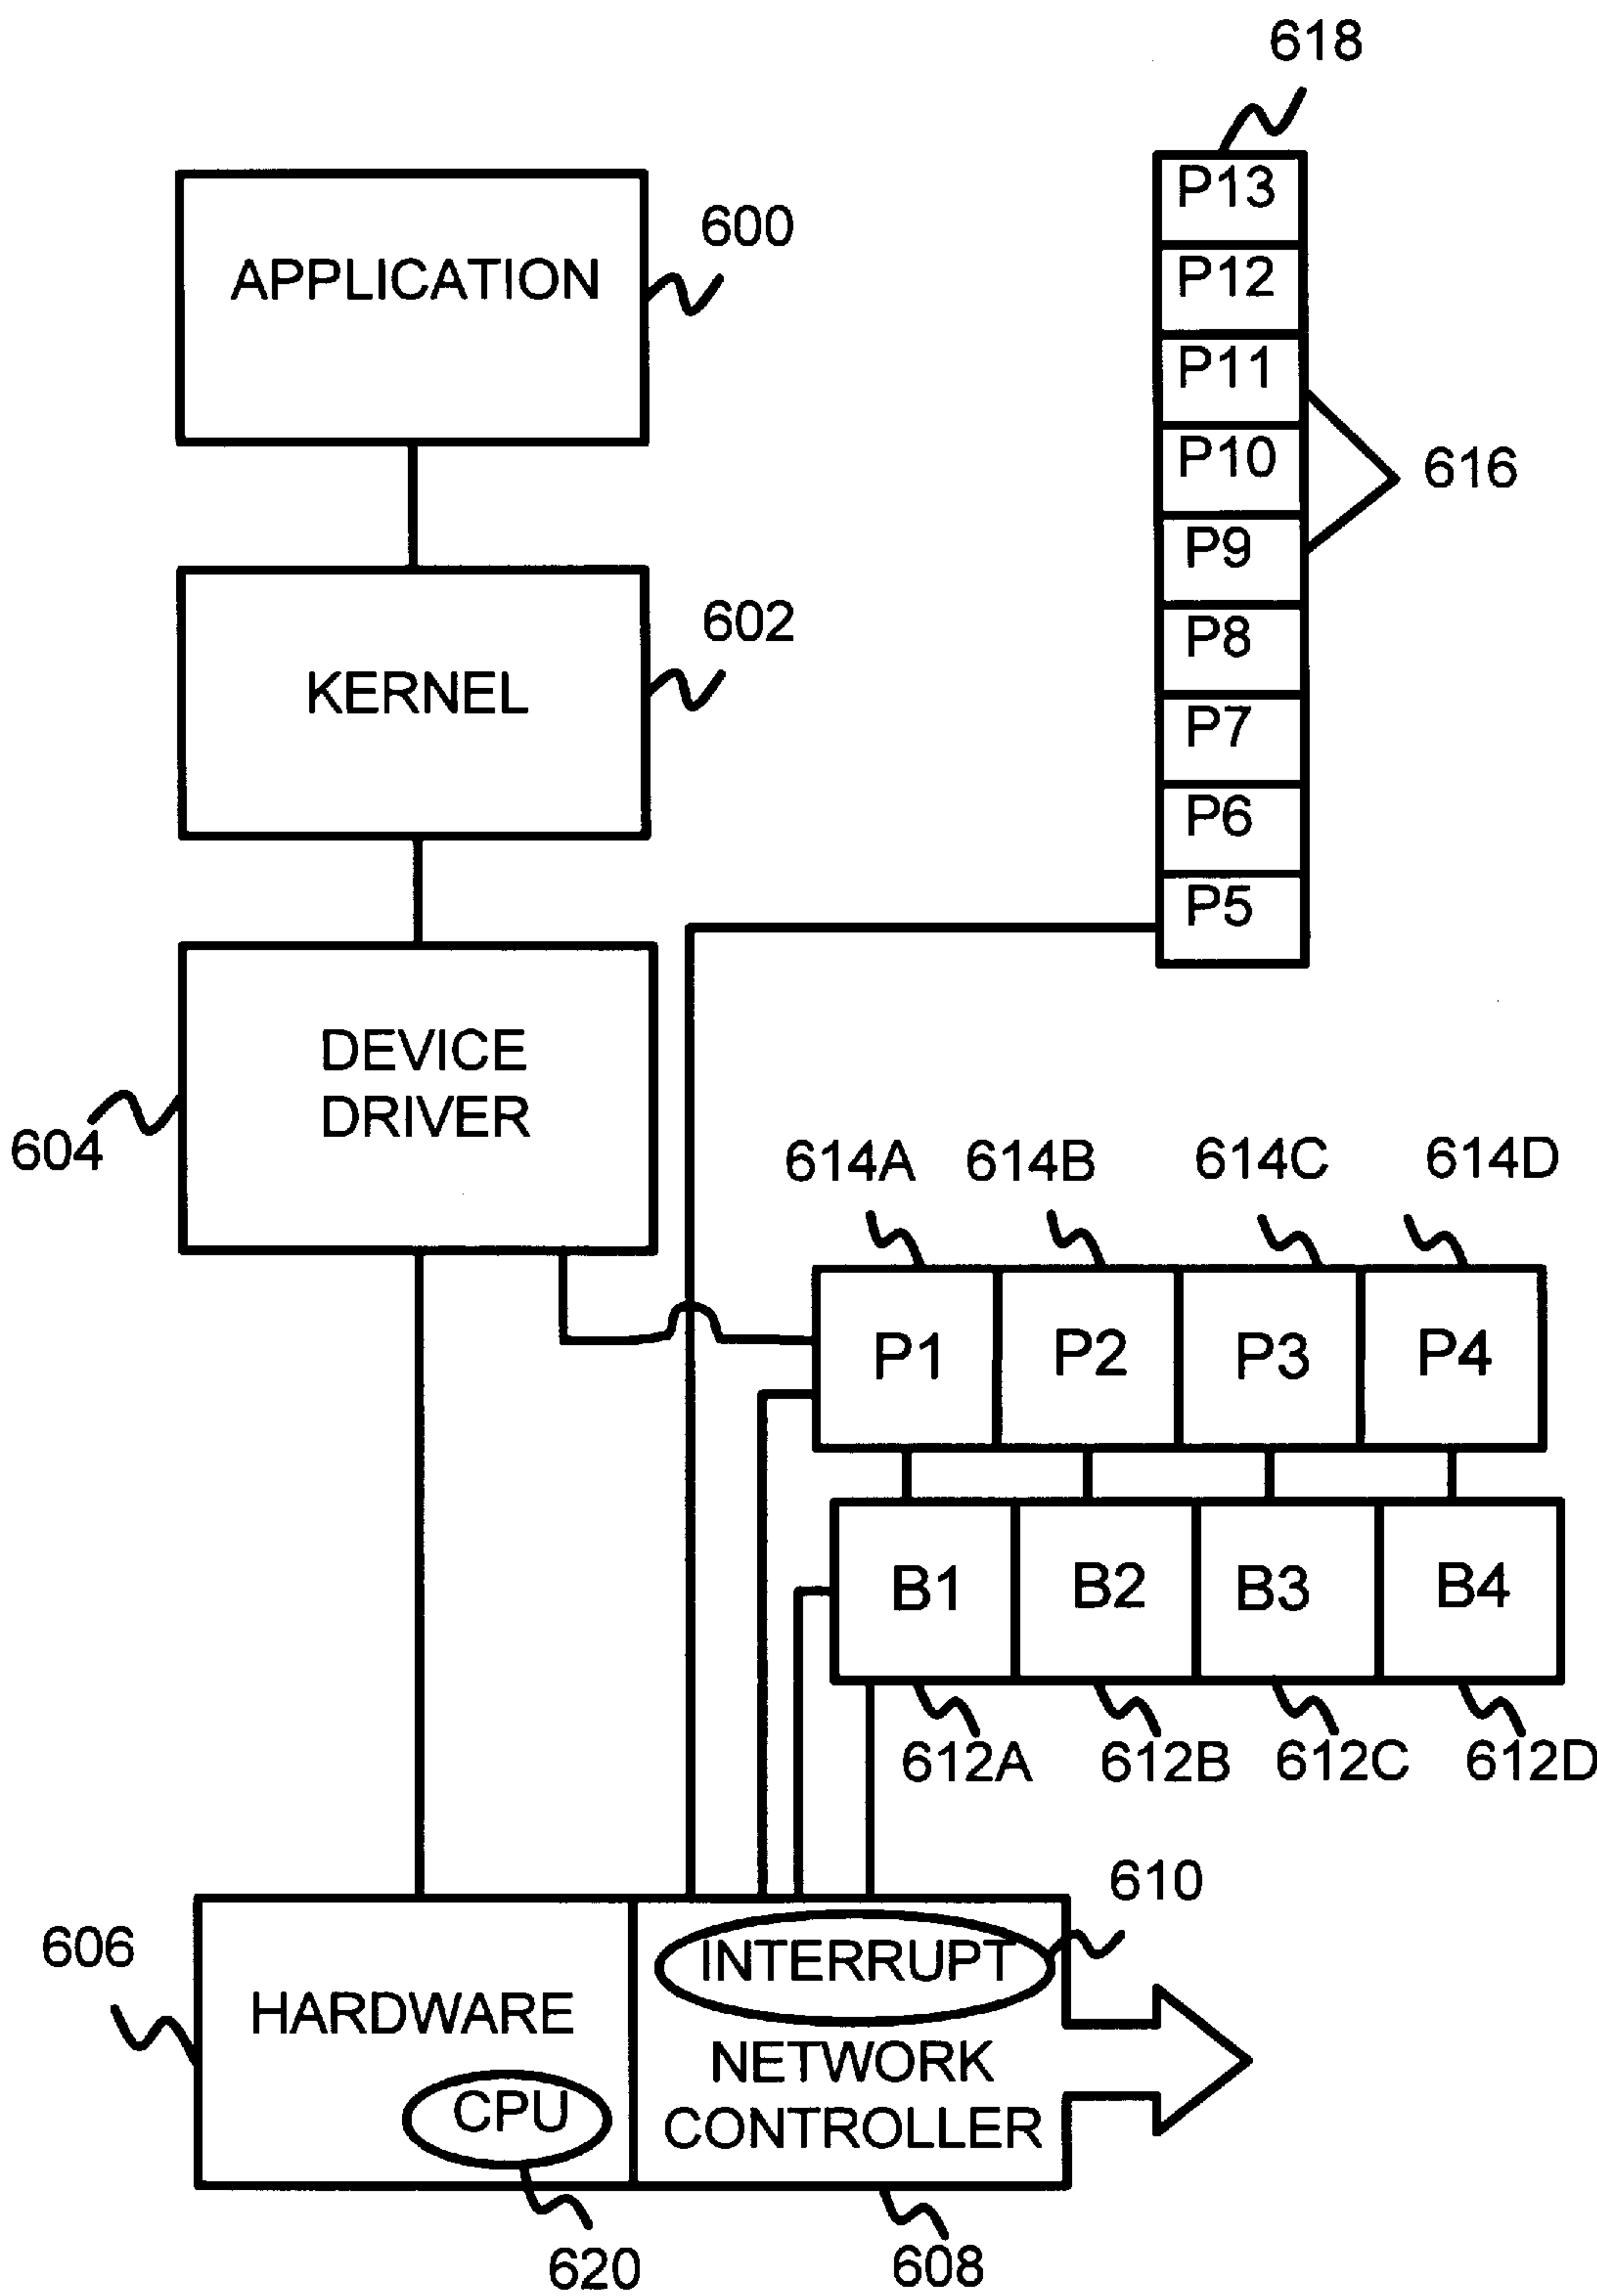 618
P13
P12
P11
P10
P9
P8
P7
P6
P5
616
600
APPLICATION
602
KERNEL
DEVICE
DRIVER
604
614A 614B 614C 614D
P1 P2 P3 P4
B1 B2 B3 B4
612A 612B 612C 612D
610
606
INTERRUPT
HARDWARE
NETWORK
CONTROLLER
CPU
620
608